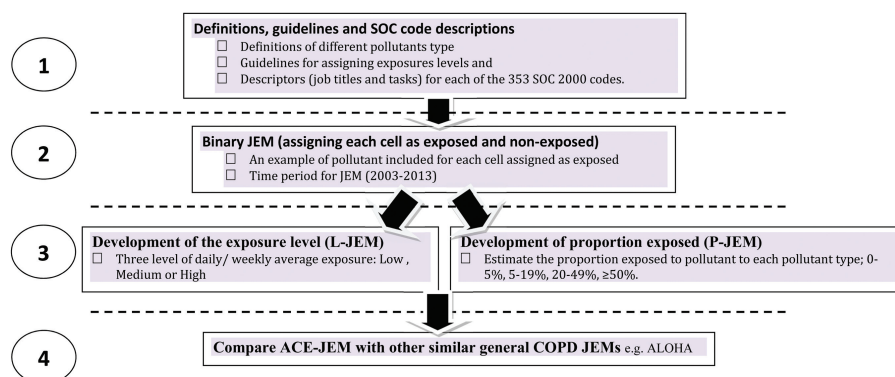 1
Definitions, guidelines and SOC code descriptions
☐ Definitions of different pollutants type
☐ Guidelines for assigning exposures levels and
☐ Descriptors (job titles and tasks) for each of the 353 SOC 2000 codes.
2
Binary JEM (assigning each cell as exposed and non-exposed)
☐ An example of pollutant included for each cell assigned as exposed
☐ Time period for JEM (2003-2013)
3
Development of the exposure level (L-JEM)
☐ Three level of daily/ weekly average exposure: Low ,
Medium or High
Development of proportion exposed (P-JEM)
☐ Estimate the proportion exposed to pollutant to each pollutant type; 0-
5%, 5-19%, 20-49%, ≥50%.
4
Compare ACE-JEM with other similar general COPD JEMs e.g. ALOHA